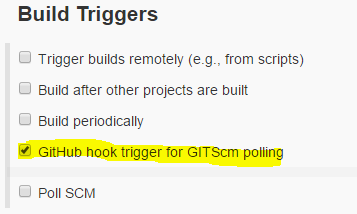 Build Triggers
Trigger builds remotely (e.g., from scripts)
Build after other projects are built
Build periodically
GitHub hook trigger for GITScm polling
Poll SCM